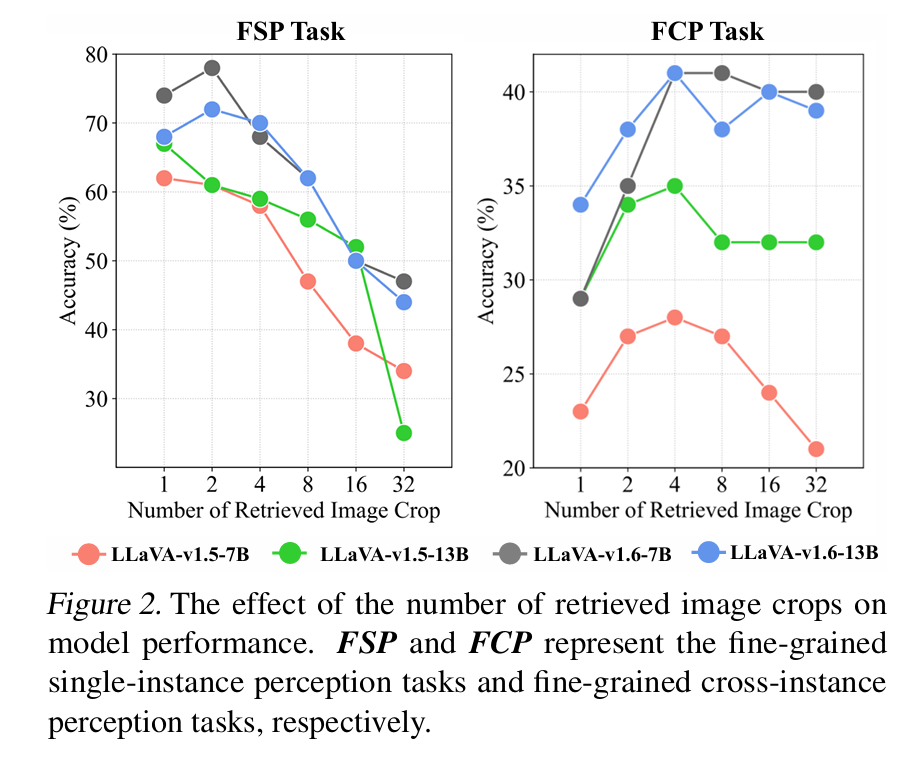 FSP Task
80
70
60
50
40
30
Accuracy (%)
1 2 4 8 16 32
Number of Retrieved Image Crop
FCP Task
40
35
30
25
20
Accuracy (%)
1 2 4 8 16 32
Number of Retrieved Image Crop
LLaVA-v1.5-7B LLaVA-v1.5-13B LLaVA-v1.6-7B LLaVA-v1.6-13B
Figure 2. The effect of the number of retrieved image crops on
model performance. FSP and FCP represent the fine-grained
single-instance perception tasks and fine-grained cross-instance
perception tasks, respectively.